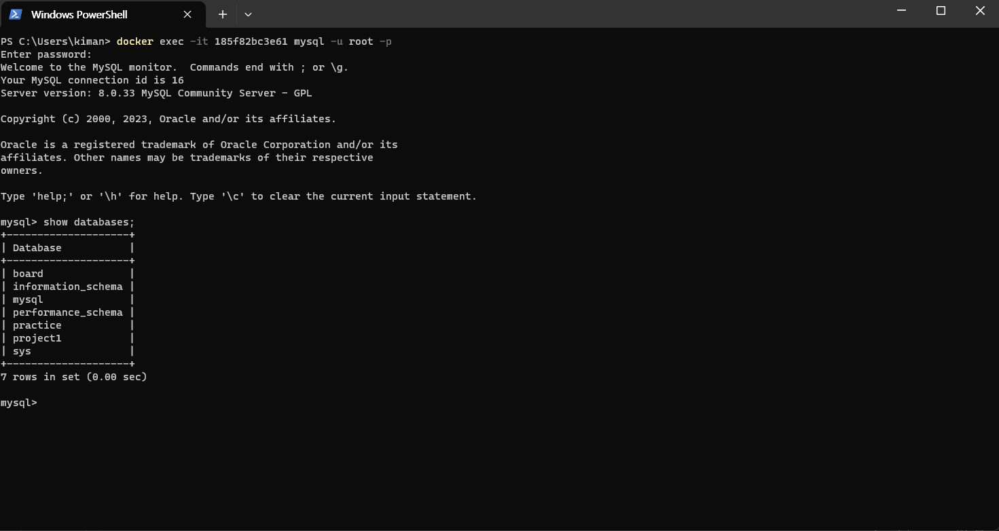 Windows PowerShell
PS C:\Users\kiman> docker exec -it 185f82bc3e61 mysql -u root -p
Enter password:
Welcome to the MySQL monitor.  Commands end with ; or \g.
Your MySQL connection id is 16
Server version: 8.0.33 MySQL Community Server - GPL

Copyright (c) 2000, 2023, Oracle and/or its affiliates.

Oracle is a registered trademark of Oracle Corporation and/or its
affiliates. Other names may be trademarks of their respective
owners.

Type 'help;' or '\h' for help. Type '\c' to clear the current input statement.

mysql> show databases;
+--------------------+
| Database           |
+--------------------+
| board              |
| information_schema |
| mysql              |
| performance_schema |
| practice           |
| project1           |
| sys                |
+--------------------+
7 rows in set (0.00 sec)

mysql>